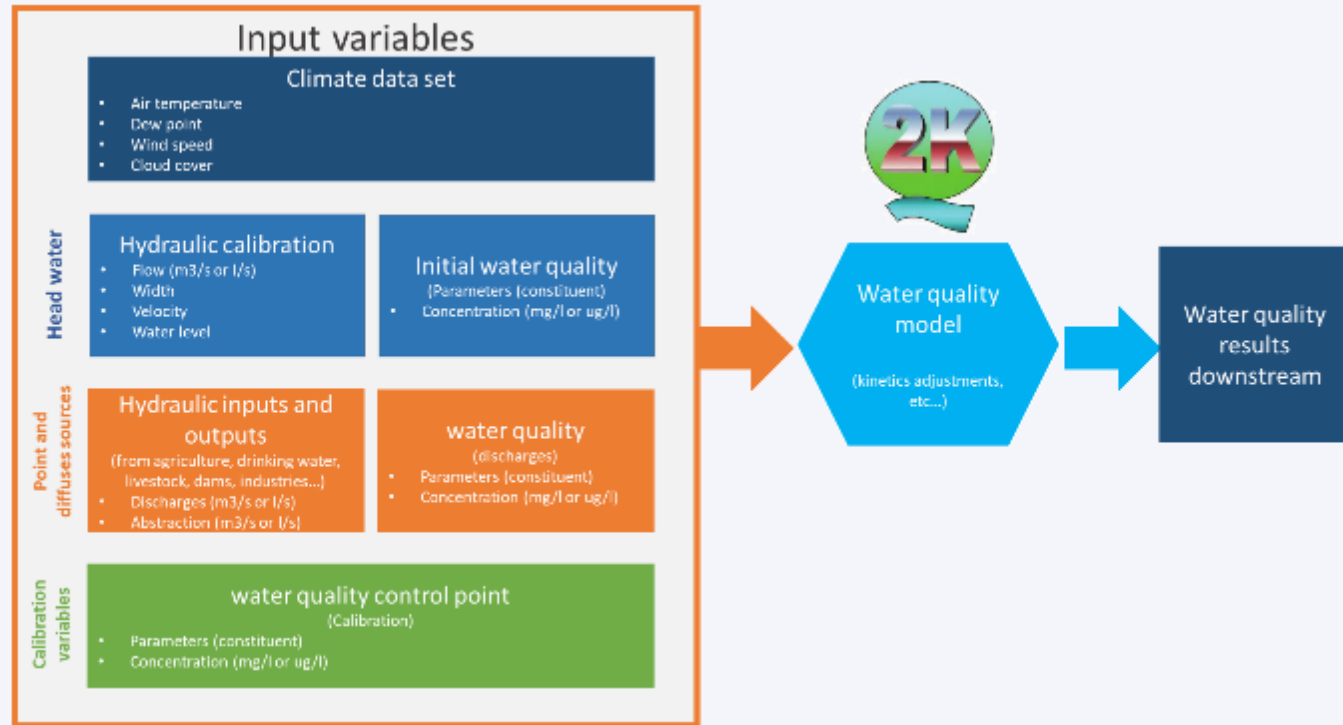 Input variables
Climate data set
• Air temperature
• Dew point
• Wind speed
• Cloud cover
Head water
Hydraulic calibration
• Flow (m3/s or l/s)
• Width
• Velocity
• Water level
Initial water quality
(Parameters (constituent)
• Concentration (mg/l or ug/l)
Point and
diffuses sources
Hydraulic inputs and
outputs
(from agriculture, drinking water,
livestock, dams, industries...)
• Discharges (m3/s or l/s)
• Abstraction (m3/s or l/s)
water quality
(discharges)
• Parameters (constituent)
• Concentration (mg/l or ug/l)
Calibration
variables
water quality control point
(Calibration)
• Parameters (constituent)
• Concentration (mg/l or ug/l)
2K
Water quality
model
(kinetics adjustments,
etc...)
Water quality
results
downstream